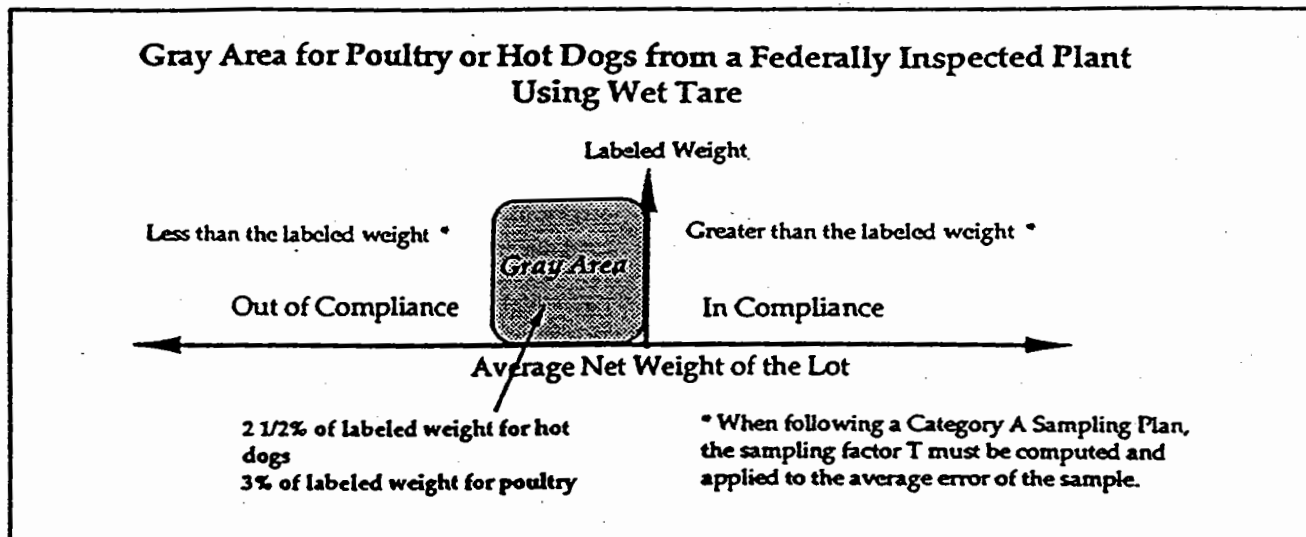 Gray Area for Poultry or Hot Dogs from a Federally Inspected Plant
Using Wet Tare
Labeled Weight
Less than the labeled weight *
Greater than the labeled weight *
Gray Area
Out of Compliance
In Compliance
Average Net Weight of the Lot
2 1/2% of labeled weight for hot
dogs
3% of labeled weight for poultry
* When following a Category A Sampling Plan,
the sampling factor T must be computed and
applied to the average error of the sample.